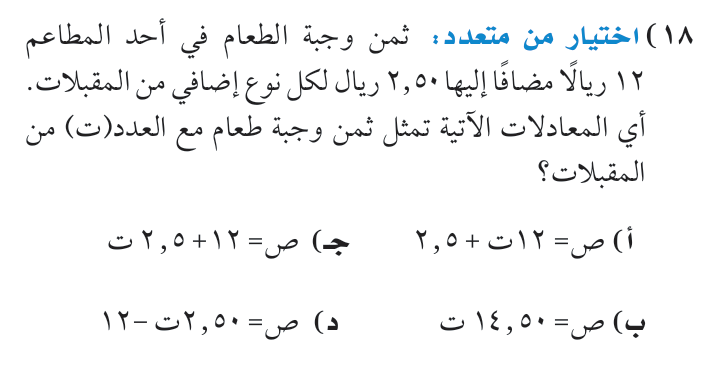 ١٨) اختيار من متعدد: ثمن وجبة الطعام في أحد المطاعم
١٢ ريالًا مضافًا إليها ٢,٥٠ ريال لكل نوع إضافي من المقبلات.
أي المعادلات الآتية تمثل ثمن وجبة طعام مع العدد(ت) من
المقبلات؟
أ) ص= ١٢ت + ٢,٥ جـ) ص= ١٢+ ٢,٥ ت
ب) ص= ١٤,٥٠ ت د) ص= ٢,٥٠ت – ١٢